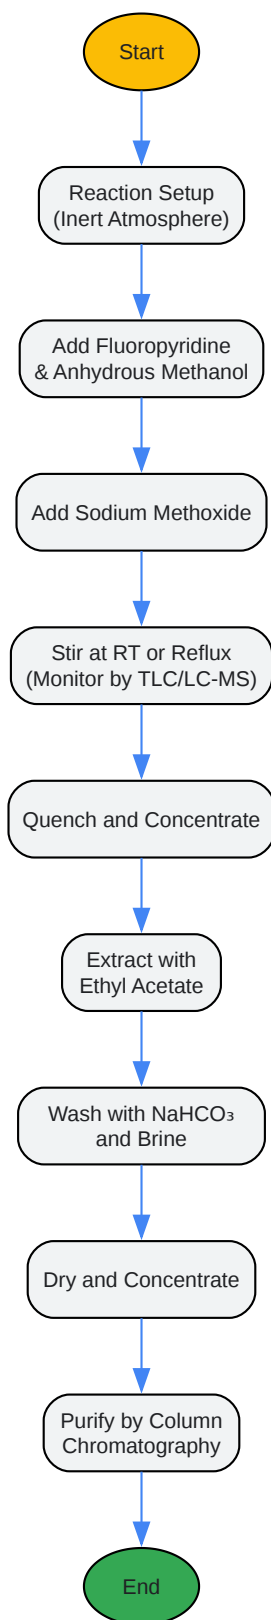 Start
Reaction Setup
(Inert Atmosphere)
Add Fluoropyridine
& Anhydrous Methanol
Add Sodium Methoxide
Stir at RT or Reflux
(Monitor by TLC/LC-MS)
Quench and Concentrate
Extract with
Ethyl Acetate
Wash with NaHCO₃
and Brine
Dry and Concentrate
Purify by Column
Chromatography
End